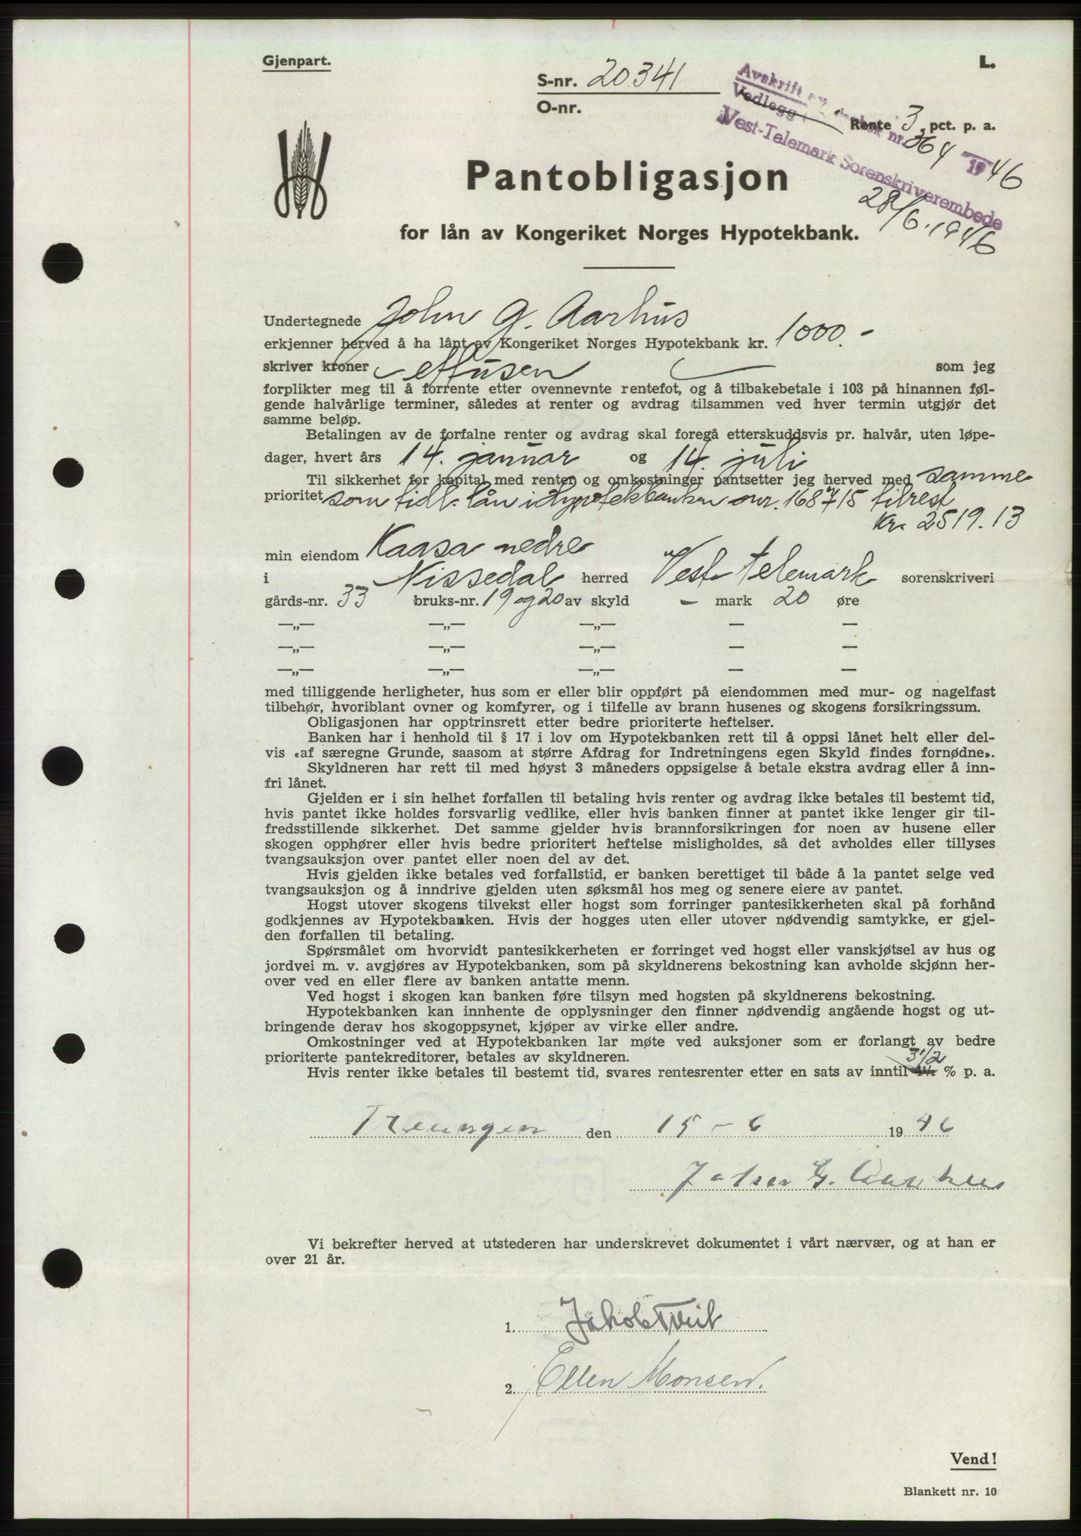 Gjenpart.
L.
S-nr. 20341
O-nr.
Avskrift av dagbok nr. 364 1946
Vedlegg
Vest-Telemark Sorenskriverembede
28/6.1946
Rente 3 pct. p. a.
Pantobligasjon
for lån av Kongeriket Norges Hypotekbank.
Undertegnede John G. Aarhus
erkjenner herved å ha lånt av Kongeriket Norges Hypotekbank kr. 1000.-
skriver kroner ettusen som jeg
forplikter meg til å forrente etter ovennevnte rentefot, og å tilbakebetale i 103 på hinannen føl-
gende halvårlige terminer, således at renter og avdrag tilsammen ved hver termin utgjør det
samme beløp.
Betalingen av de forfalne renter og avdrag skal foregå etterskuddsvis pr. halvår, uten løpe-
dager, hvert års 14. januar og 14. juli
Til sikkerhet for kapital med renter og omkostninger pantsetter jeg herved med samme
prioritet som tidl. lån i Hypotekbanken onr. 168715 tilrest
kr. 2519.13
min eiendom Kaasa nedre
i Nissedal herred Vest-Telemark sorenskriveri
gårds-nr. 33 bruks-nr. 19 og 20 av skyld – mark 20 øre
—„— —„— —„— — —
—„— —„— —„— — —
—„— —„— —„— — —
med tilliggende herligheter, hus som er eller blir oppført på eiendommen med mur- og nagelfast
tilbehør, hvoriblant ovner og komfyrer, og i tilfelle av brann husenes og skogens forsikringssum.
Obligasjonen har opptrinsrett etter bedre prioriterte heftelser.
Banken har i henhold til § 17 i lov om Hypotekbanken rett til å oppsi lånet helt eller del-
vis «af særegne Grunde, saasom at større Afdrag for Indretningens egen Skyld findes fornødne».
Skyldneren har rett til med høyst 3 måneders oppsigelse å betale ekstra avdrag eller å inn-
fri lånet.
Gjelden er i sin helhet forfallen til betaling hvis renter og avdrag ikke betales til bestemt tid,
hvis pantet ikke holdes forsvarlig vedlike, eller hvis banken finner at pantet ikke lenger gir til-
fredsstillende sikkerhet. Det samme gjelder hvis brannforsikringen for noen av husene eller
skogen opphører eller hvis bedre prioritert heftelse misligholdes, så det avholdes eller tillyses
tvangsauksjon over pantet eller noen del av det.
Hvis gjelden ikke betales ved forfallstid, er banken berettiget til både å la pantet selge ved
tvangsauksjon og å inndrive gjelden uten søksmål hos meg og senere eiere av pantet.
Hogst utover skogens tilvekst eller hogst som forringer pantesikkerheten skal på forhånd
godkjennes av Hypotekbanken. Hvis der hogges uten eller utover nødvendig samtykke, er gjel-
den forfallen til betaling.
Spørsmålet om hvorvidt pantesikkerheten er forringet ved hogst eller vanskjøtsel av hus og
jordvei m. v. avgjøres av Hypotekbanken, som på skyldnerens bekostning kan avholde skjønn her-
over ved en eller flere av banken antatte menn.
Ved hogst i skogen kan banken føre tilsyn med hogsten på skyldnerens bekostning.
Hypotekbanken kan innhente de opplysninger den finner nødvendig angående hogst og ut-
bringende derav hos skogoppsynet, kjøper av virke eller andre.
Omkostninger ved at Hypotekbanken lar møte ved auksjoner som er forlangt av bedre
prioriterte pantekreditorer, betales av skyldneren.
3 1/2
Hvis renter ikke betales til bestemt tid, svares rentesrenter etter en sats av inntil % p. a.
Treungen den 15-6 1946
John G. Aarhus
Vi bekrefter herved at utstederen har underskrevet dokumentet i vårt nærvær, og at han er
over 21 år.
1. Jakob Tveit
2. Ellen Monsen.
Vend!
Blankett nr. 10